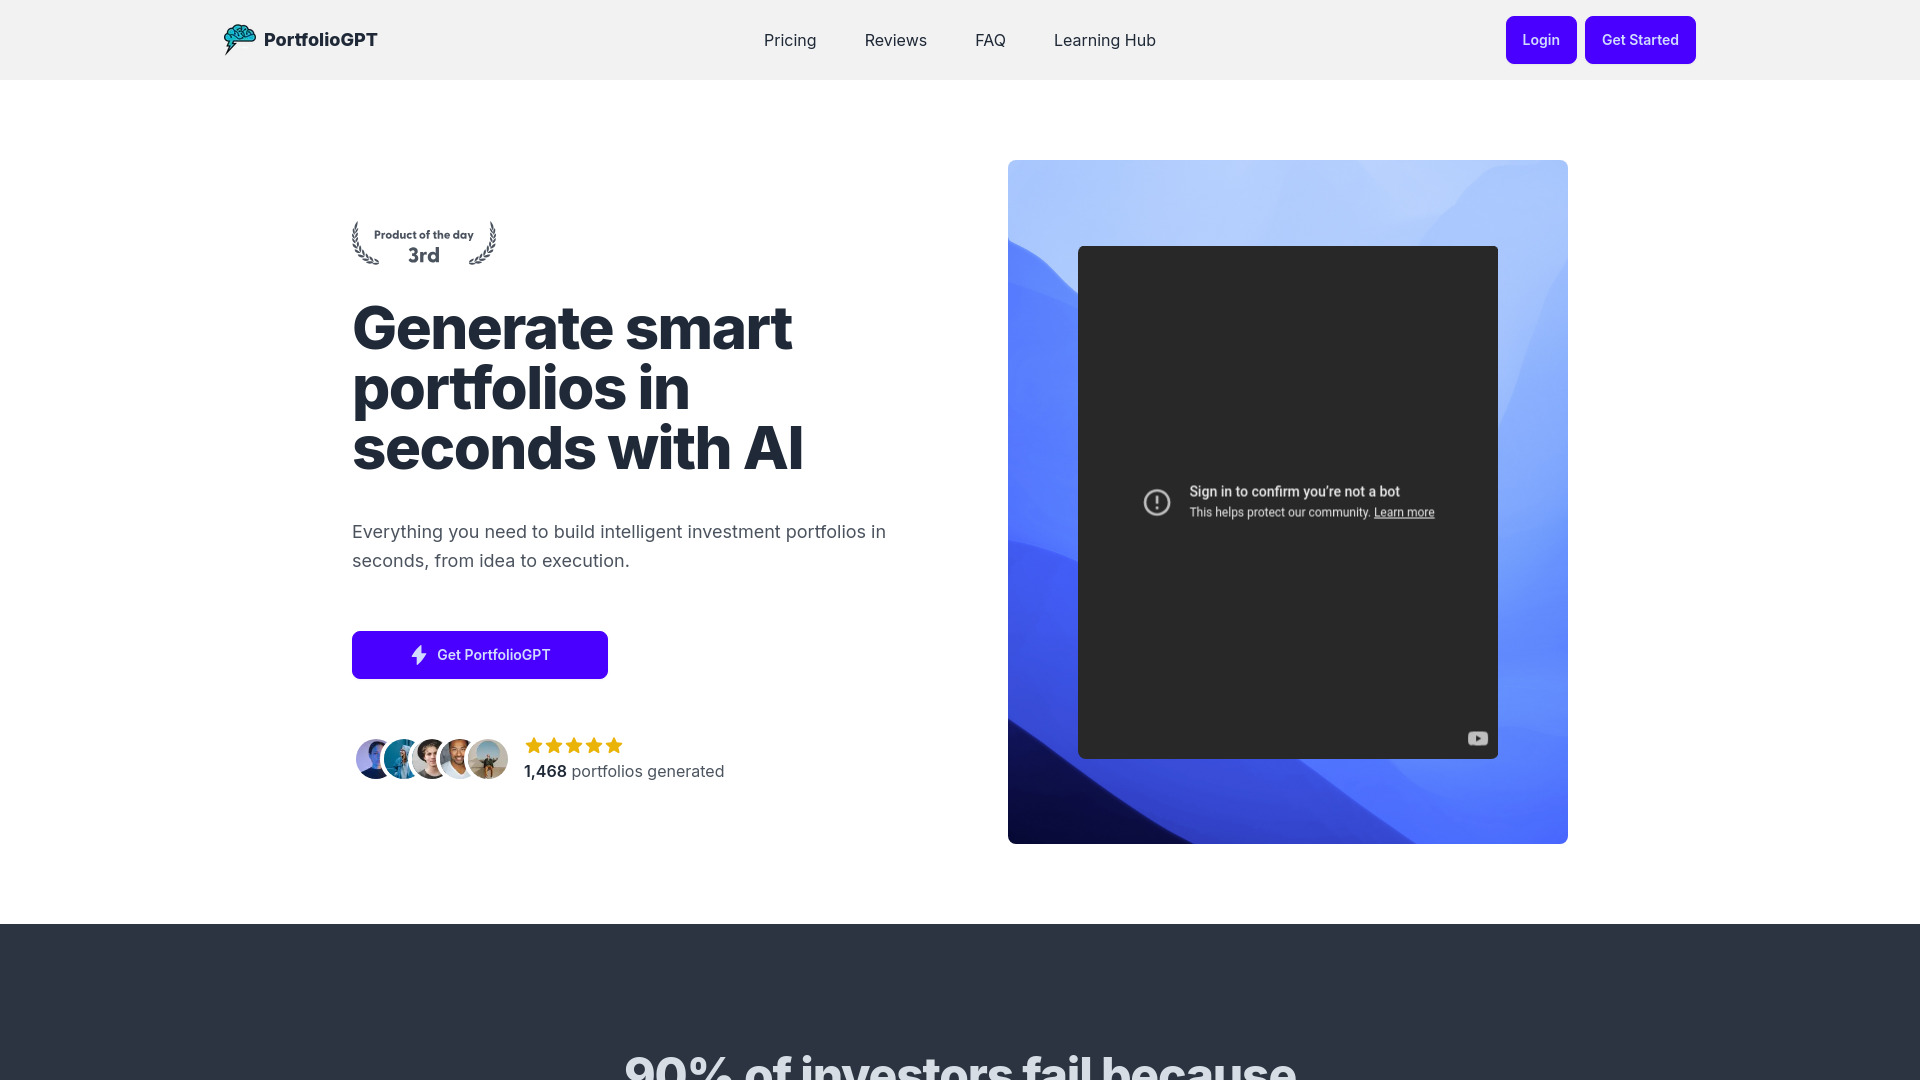 PortfolioGPT
Pricing
Reviews
FAQ
Learning Hub
Login
Get Started
Product of the day
3rd
Generate smart
portfolios in
seconds with AI
Everything you need to build intelligent investment portfolios in
seconds, from idea to execution.
Get PortfolioGPT
1,468 portfolios generated
Sign in to confirm you're not a bot
This helps protect our community. Learn more
90% of investors fail because